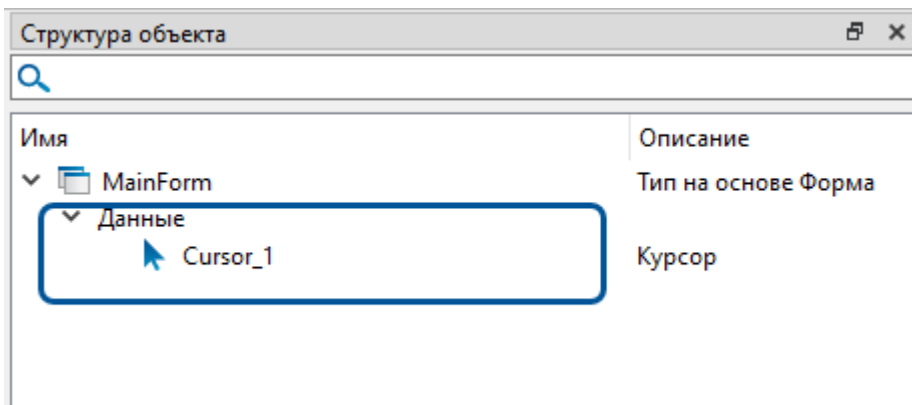 Структура объекта
Имя Описание
MainForm Тип на основе Форма
Данные
Cursor_1 Курсор